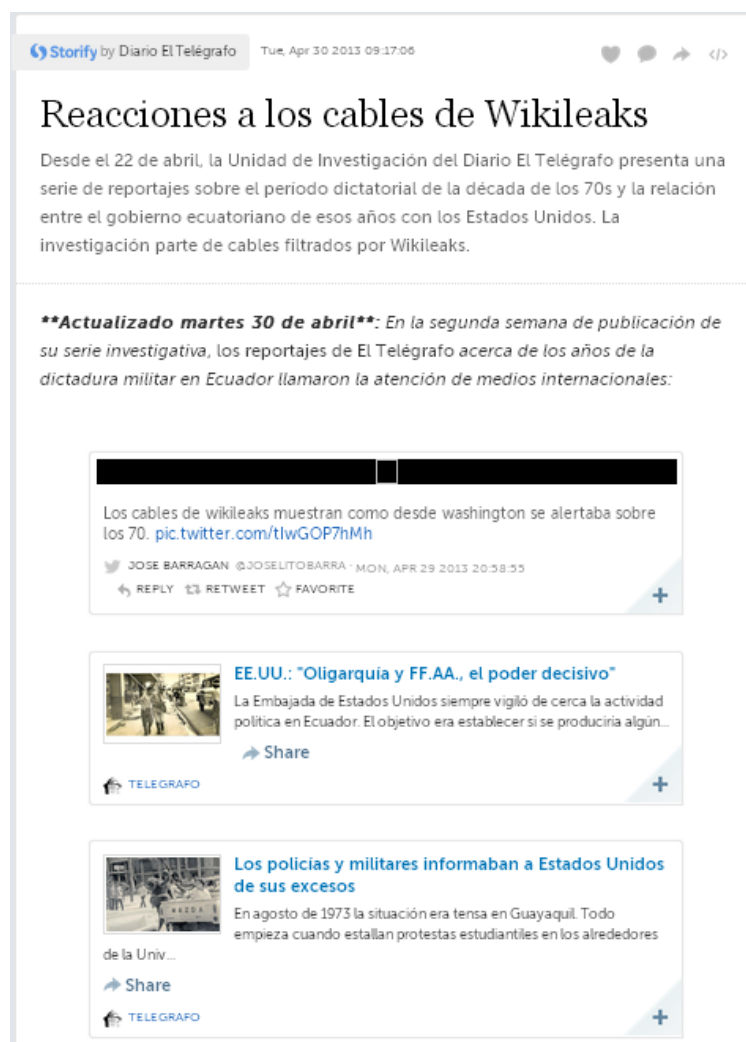 Storify by Diario El Telégrafo Tue, Apr 30 2013 09:17:06
Reacciones a los cables de Wikileaks
Desde el 22 de abril, la Unidad de Investigación del Diario El Telégrafo presenta una
serie de reportajes sobre el período dictatorial de la década de los 70s y la relación
entre el gobierno ecuatoriano de esos años con los Estados Unidos. La
investigación parte de cables filtrados por Wikileaks.
**Actualizado martes 30 de abril**: En la segunda semana de publicación de
su serie investigativa, los reportajes de El Telégrafo acerca de los años de la
dictadura militar en Ecuador llamaron la atención de medios internacionales:
Los cables de wikileaks muestran como desde washington se alertaba sobre
los 70. pic.twitter.com/tIwGOP7hMh
JOSE BARRAGAN @JOSELITOBARRA · MON, APR 29 2013 20:58:55
REPLY RETWEET FAVORITE
EE.UU.: "Oligarquía y FF.AA., el poder decisivo"
La Embajada de Estados Unidos siempre vigiló de cerca la actividad
política en Ecuador. El objetivo era establecer si se produciría algún...
Share
TELEGRAFO
Los policías y militares informaban a Estados Unidos
de sus excesos
En agosto de 1973 la situación era tensa en Guayaquil. Todo
empieza cuando estallan protestas estudiantiles en los alrededores
de la Univ...
Share
TELEGRAFO